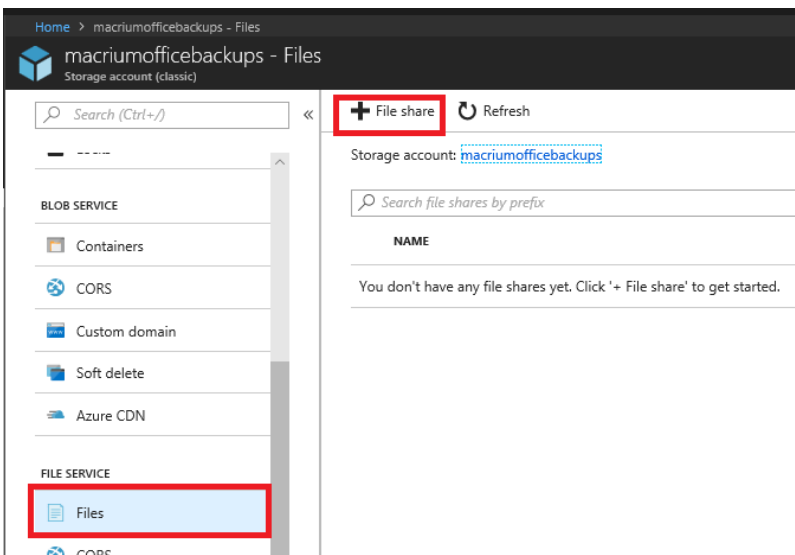 Home > macriumofficebackups - Files
macriumofficebackups - Files
Storage account (classic)
Search (Ctrl+/)
«
File share
Refresh
Storage account: macriumofficebackups
Search file shares by prefix
NAME
You don't have any file shares yet. Click '+ File share' to get started.
BLOB SERVICE
Containers
CORS
www
Custom domain
Soft delete
Azure CDN
FILE SERVICE
Files
CORS